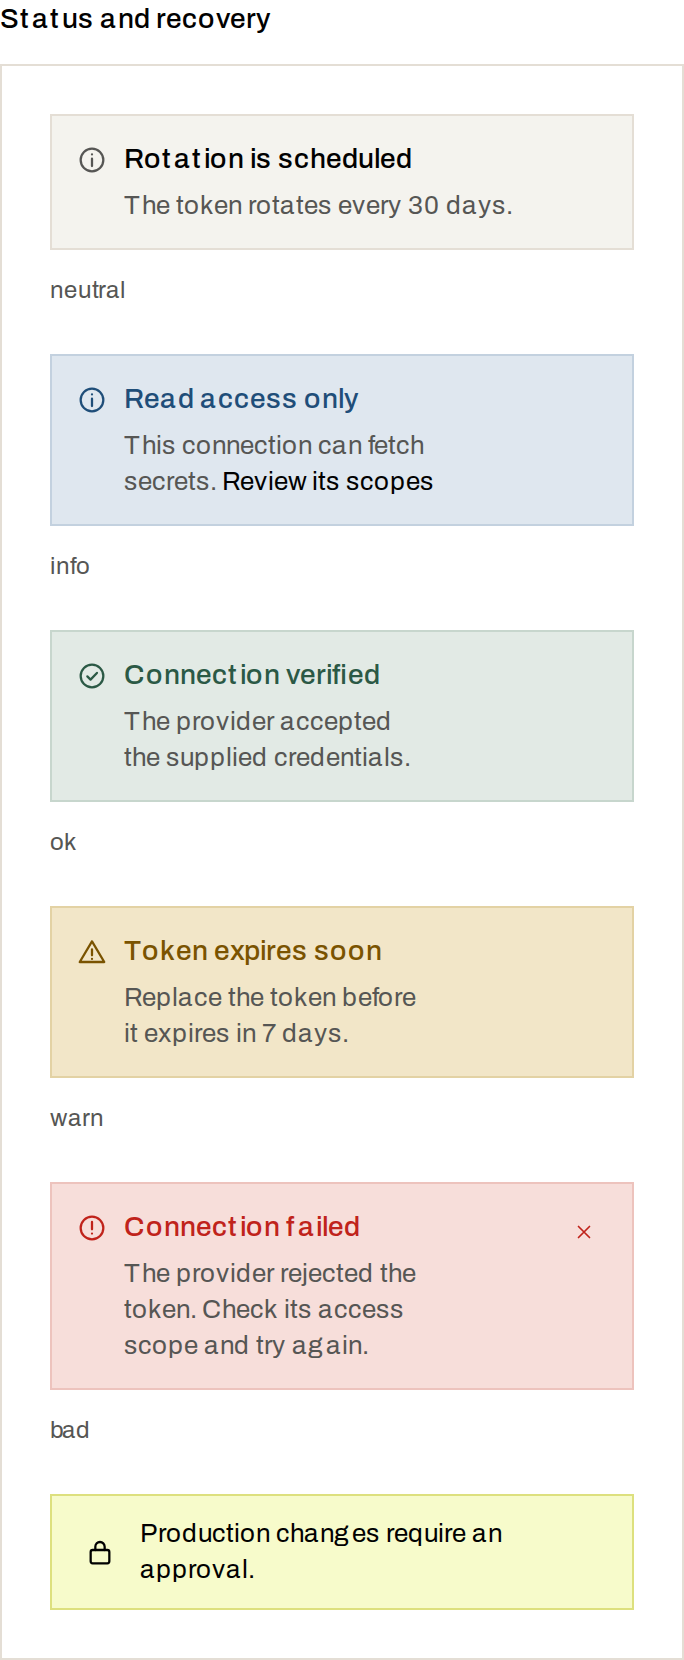 Status and recovery
Rotation is scheduled
The token rotates every 30 days.
neutral
Read access only
This connection can fetch
secrets. Review its scopes
info
Connection verified
The provider accepted
the supplied credentials.
ok
Token expires soon
Replace the token before
it expires in 7 days.
warn
Connection failed
The provider rejected the
token. Check its access
scope and try again.
bad
Production changes require an
approval.